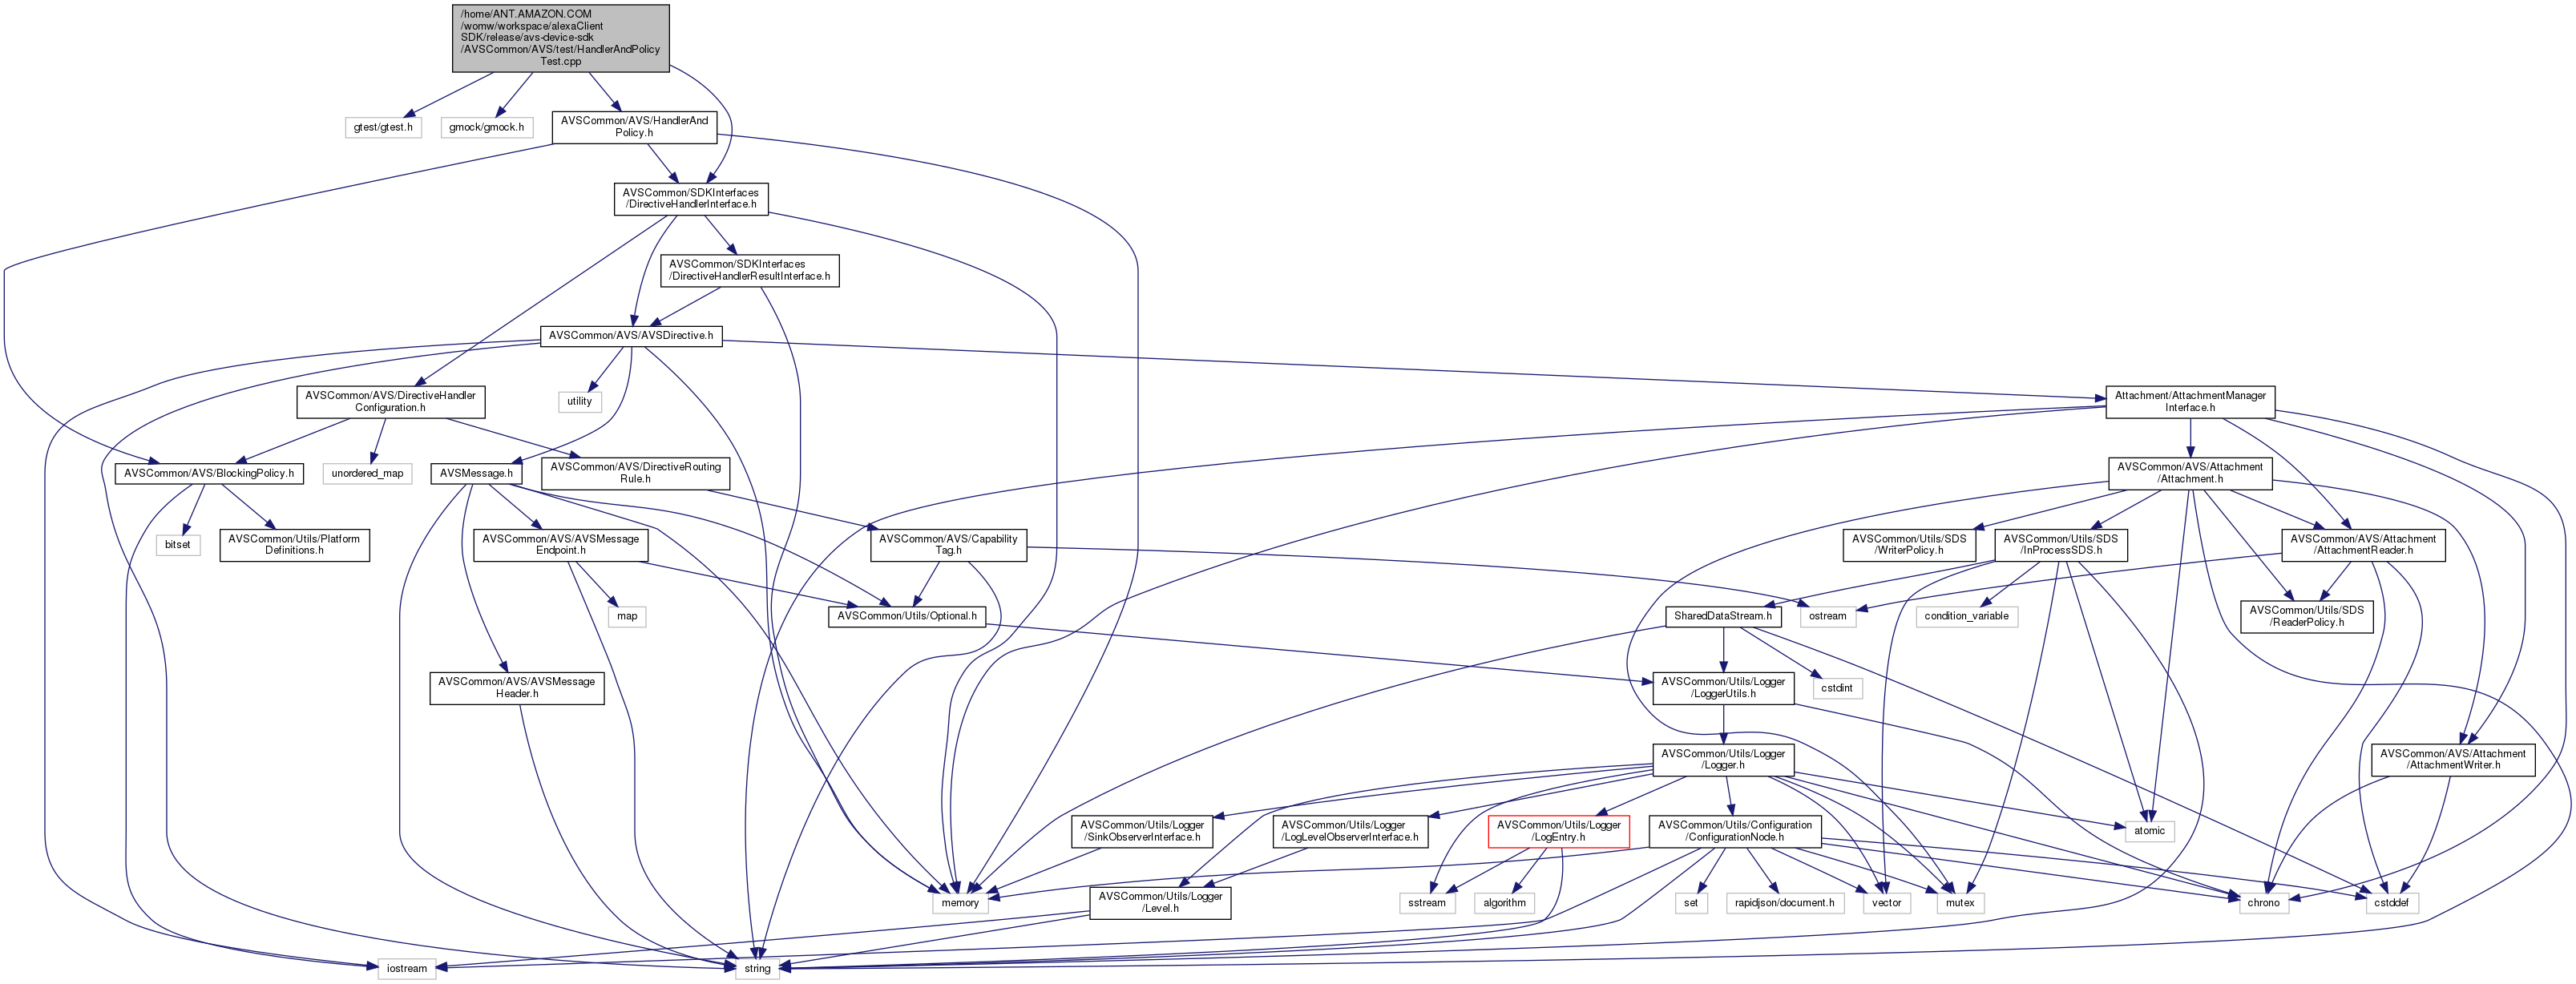 /home/ANT.AMAZON.COM
/womw/workspace/alexaClient
SDK/release/avs-device-sdk
/AVSCommon/AVS/test/HandlerAndPolicy
Test.cpp
gtest/gtest.h
gmock/gmock.h
AVSCommon/AVS/HandlerAnd
Policy.h
AVSCommon/SDKInterfaces
/DirectiveHandlerInterface.h
AVSCommon/SDKInterfaces
/DirectiveHandlerResultInterface.h
AVSCommon/AVS/AVSDirective.h
AVSCommon/AVS/DirectiveHandler
Configuration.h
utility
Attachment/AttachmentManager
Interface.h
AVSCommon/AVS/BlockingPolicy.h
unordered_map
AVSMessage.h
AVSCommon/AVS/DirectiveRouting
Rule.h
AVSCommon/AVS/Attachment
/Attachment.h
bitset
AVSCommon/Utils/Platform
Definitions.h
AVSCommon/AVS/AVSMessage
Endpoint.h
AVSCommon/AVS/Capability
Tag.h
AVSCommon/Utils/SDS
/WriterPolicy.h
AVSCommon/Utils/SDS
/InProcessSDS.h
AVSCommon/AVS/Attachment
/AttachmentReader.h
map
AVSCommon/Utils/Optional.h
SharedDataStream.h
ostream
condition_variable
AVSCommon/Utils/SDS
/ReaderPolicy.h
AVSCommon/AVS/AVSMessage
Header.h
AVSCommon/Utils/Logger
/LoggerUtils.h
cstdint
AVSCommon/Utils/Logger
/Logger.h
AVSCommon/AVS/Attachment
/AttachmentWriter.h
AVSCommon/Utils/Logger
/SinkObserverInterface.h
AVSCommon/Utils/Logger
/LogLevelObserverInterface.h
AVSCommon/Utils/Logger
/LogEntry.h
AVSCommon/Utils/Configuration
/ConfigurationNode.h
atomic
memory
AVSCommon/Utils/Logger
/Level.h
sstream
algorithm
set
rapidjson/document.h
vector
mutex
chrono
cstddef
iostream
string